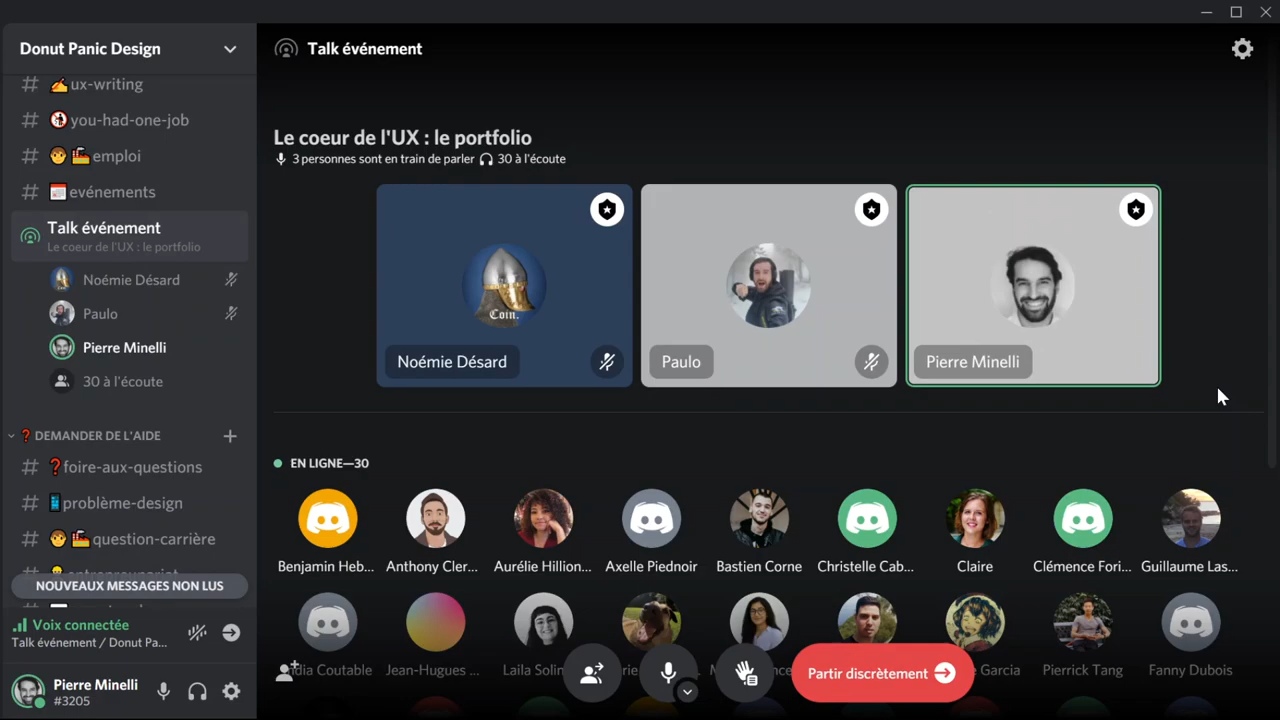 Donut Panic Design
# ✍️ ux-writing
# you-had-one-job
# emploi
# evénements
Talk événement
Le coeur de l'UX : le portfolio
Noémie Désard
Paulo
Pierre Minelli
30 à l'écoute
❓ DEMANDER DE L'AIDE +
# ❓foire-aux-questions
# 📱problème-design
# question-carrière
NOUVEAUX MESSAGES NON LUS
Voix connectée
Talk événement / Donut Pa...
Pierre Minelli
#3205
Talk événement
Le coeur de l'UX : le portfolio
3 personnes sont en train de parler 30 à l'écoute
Coin.
Noémie Désard
Paulo
Pierre Minelli
EN LIGNE—30
Benjamin Heb... Anthony Cler... Aurélie Hillion... Axelle Piednoir Bastien Corne Christelle Cab... Claire Clémence Fori... Guillaume Las...
Coutable Jean-Hugues ... Laila Solin Garcia Pierrick Tang Fanny Dubois
Partir discrètement